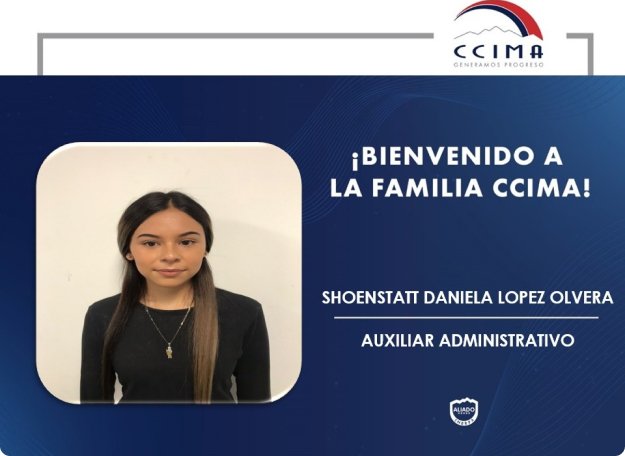 CCIMA
GENERAMOS PROGRESO
¡BIENVENIDO A
LA FAMILIA CCIMA!
SHOENSTATT DANIELA LOPEZ OLVERA
AUXILIAR ADMINISTRATIVO
ALIADO